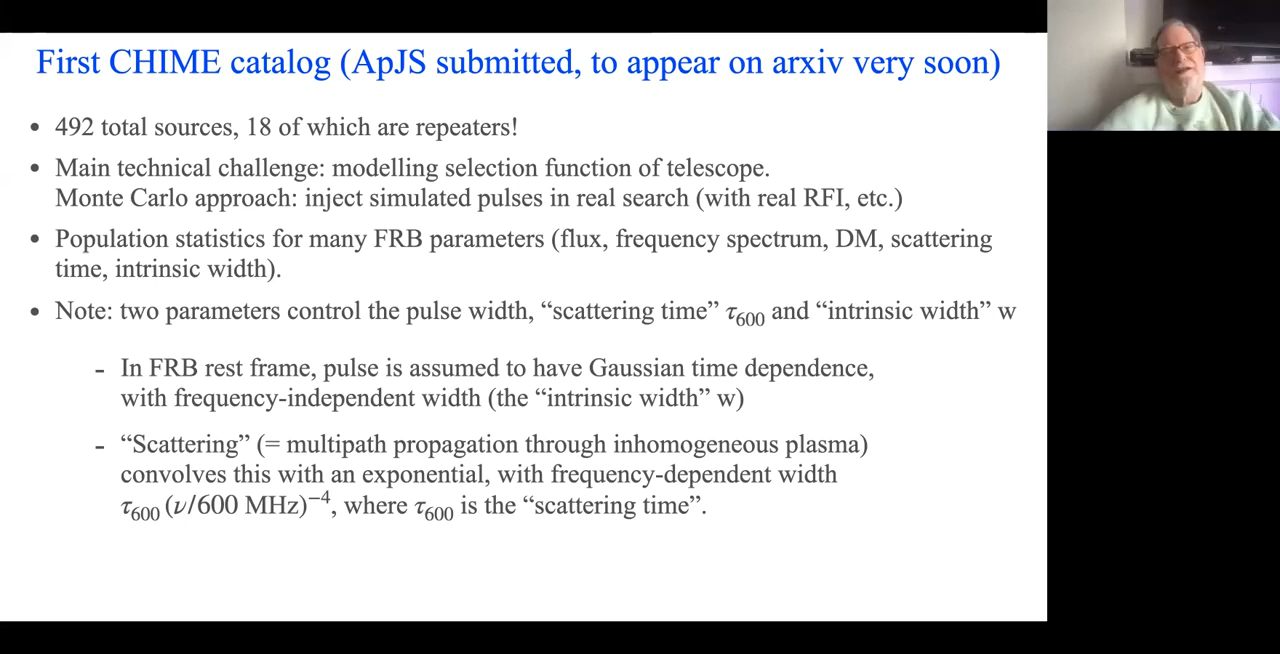 First CHIME catalog (ApJS submitted, to appear on arxiv very soon)
• 492 total sources, 18 of which are repeaters!
• Main technical challenge: modelling selection function of telescope.
Monte Carlo approach: inject simulated pulses in real search (with real RFI, etc.)
• Population statistics for many FRB parameters (flux, frequency spectrum, DM, scattering
time, intrinsic width).
• Note: two parameters control the pulse width, “scattering time” τ₆₀₀ and “intrinsic width” w
- In FRB rest frame, pulse is assumed to have Gaussian time dependence,
with frequency-independent width (the “intrinsic width” w)
- “Scattering” (= multipath propagation through inhomogeneous plasma)
convolves this with an exponential, with frequency-dependent width
τ₆₀₀ (ν/600 MHz)⁻⁴, where τ₆₀₀ is the “scattering time”.